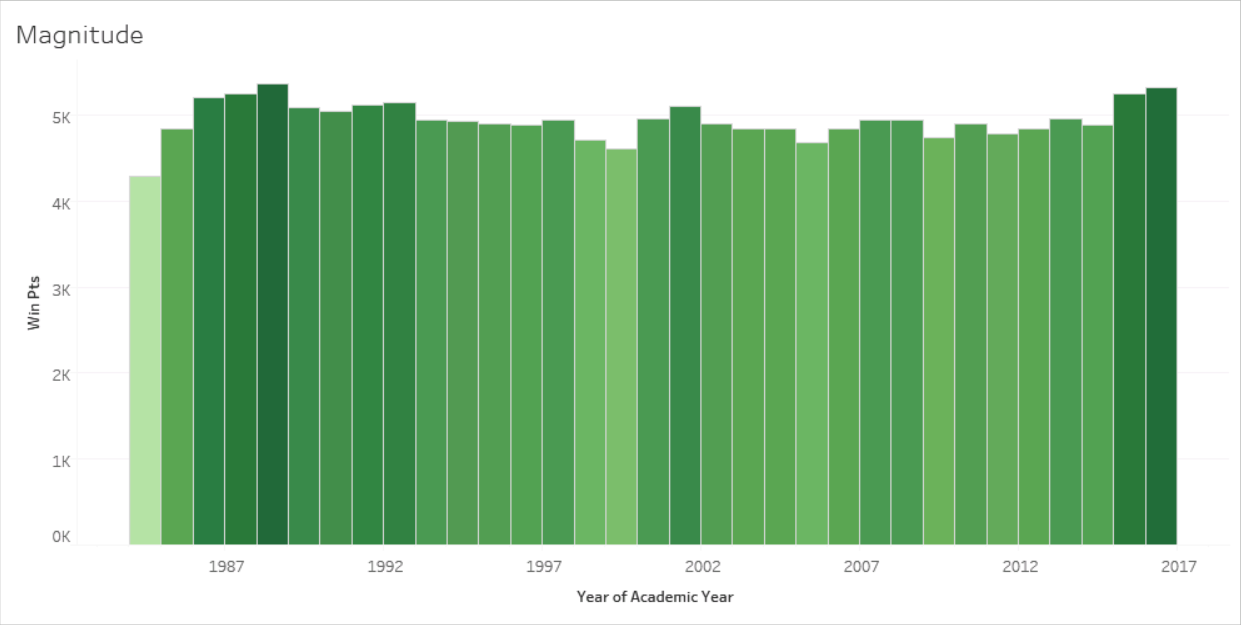 Magnitude
5K
4K
3K
2K
1K
0K
Win Pts
1987 1992 1997 2002 2007 2012 2017
Year of Academic Year